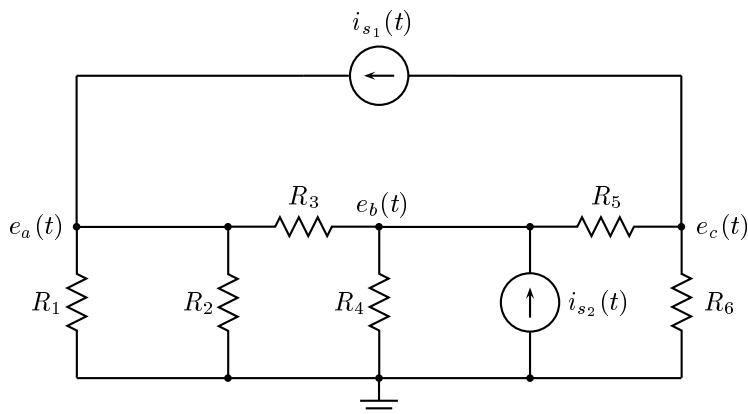 i_{s_1}(t)
R_3
e_b(t)
R_5
e_a(t)
e_c(t)
R_1
R_2
R_4
i_{s_2}(t)
R_6